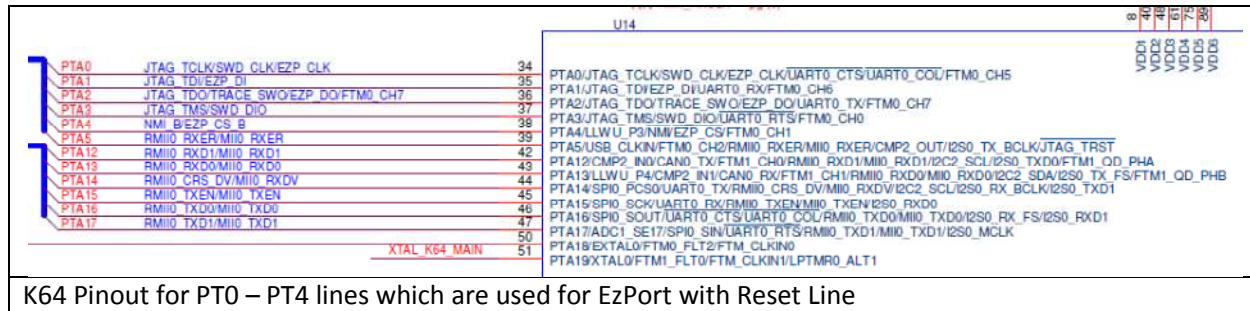 U14
8 40 48 61 75 89
VDD1 VDD2 VDD3 VDD4 VDD5 VDD6
PTA0 JTAG_TCLK/SWD_CLK/EZP_CLK 34 PTA0/JTAG_TCLK/SWD_CLK/EZP_CLK/UART0_CTS/UART0_COL/FTM0_CH5
PTA1 JTAG_TDI/EZP_DI 35 PTA1/JTAG_TDI/EZP_DI/UART0_RX/FTM0_CH6
PTA2 JTAG_TDO/TRACE_SWO/EZP_DO/FTM0_CH7 36 PTA2/JTAG_TDO/TRACE_SWO/EZP_DO/UART0_TX/FTM0_CH7
PTA3 JTAG_TMS/SWD_DIO 37 PTA3/JTAG_TMS/SWD_DIO/UART0_RTS/FTM0_CH0
PTA4 NMI_B/EZP_CS_B 38 PTA4/LLWU_P3/NMI/EZP_CS/FTM0_CH1
PTA5 RMII0_RXER/MII0_RXER 39 PTA5/USB_CLKIN/FTM0_CH2/RMII0_RXER/MII0_RXER/CMP2_OUT/I2S0_TX_BCLK/JTAG_TRST
PTA12 RMII0_RXD1/MII0_RXD1 42 PTA12/CMP2_IN0/CAN0_TX/FTM1_CH0/RMII0_RXD1/MII0_RXD1/I2C2_SCL/I2S0_TXD0/FTM1_QD_PHA
PTA13 RMII0_RXD0/MII0_RXD0 43 PTA13/LLWU_P4/CMP2_IN1/CAN0_RX/FTM1_CH1/RMII0_RXD0/MII0_RXD0/I2C2_SDA/I2S0_TX_FS/FTM1_QD_PHB
PTA14 RMII0_CRS_DV/MII0_RXDV 44 PTA14/SPI0_PCS0/UART0_TX/RMII0_CRS_DV/MII0_RXDV/I2C2_SCL/I2S0_RX_BCLK/I2S0_TXD1
PTA15 RMII0_TXEN/MII0_TXEN 45 PTA15/SPI0_SCK/UART0_RX/RMII0_TXEN/MII0_TXEN/I2S0_RXD0
PTA16 RMII0_TXD0/MII0_TXD0 46 PTA16/SPI0_SOUT/UART0_CTS/UART0_COL/RMII0_TXD0/MII0_TXD0/I2S0_RX_FS/I2S0_RXD1
PTA17 RMII0_TXD1/MII0_TXD1 47 PTA17/ADC1_SE17/SPI0_SIN/UART0_RTS/RMII0_TXD1/MII0_TXD1/I2S0_MCLK
50 PTA18/EXTAL0/FTM0_FLT2/FTM_CLKIN0
XTAL_K64_MAIN 51 PTA19/XTAL0/FTM1_FLT0/FTM_CLKIN1/LPTMR0_ALT1
K64 Pinout for PT0 – PT4 lines which are used for EzPort with Reset Line